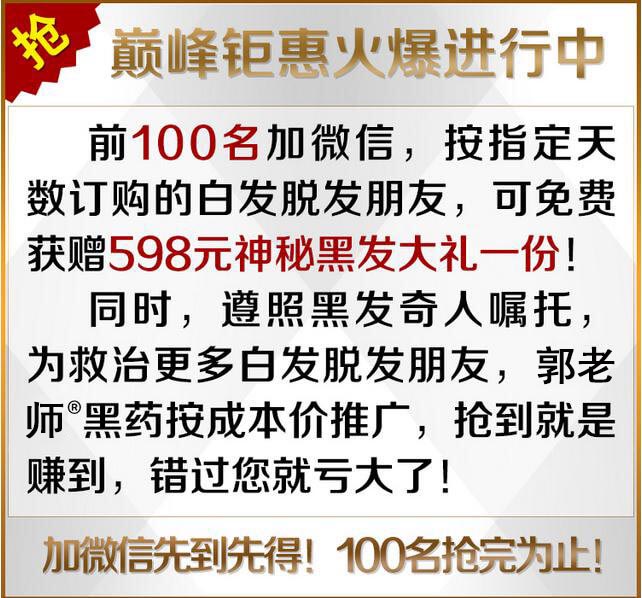 抢
巅峰钜惠火爆进行中
前100名加微信，按指定天
数订购的白发脱发朋友，可免费
获赠598元神秘黑发大礼一份！
同时，遵照黑发奇人嘱托，
为救治更多白发脱发朋友，郭老
师®黑药按成本价推广，抢到就是
赚到，错过您就亏大了！
加微信先到先得！100名抢完为止！